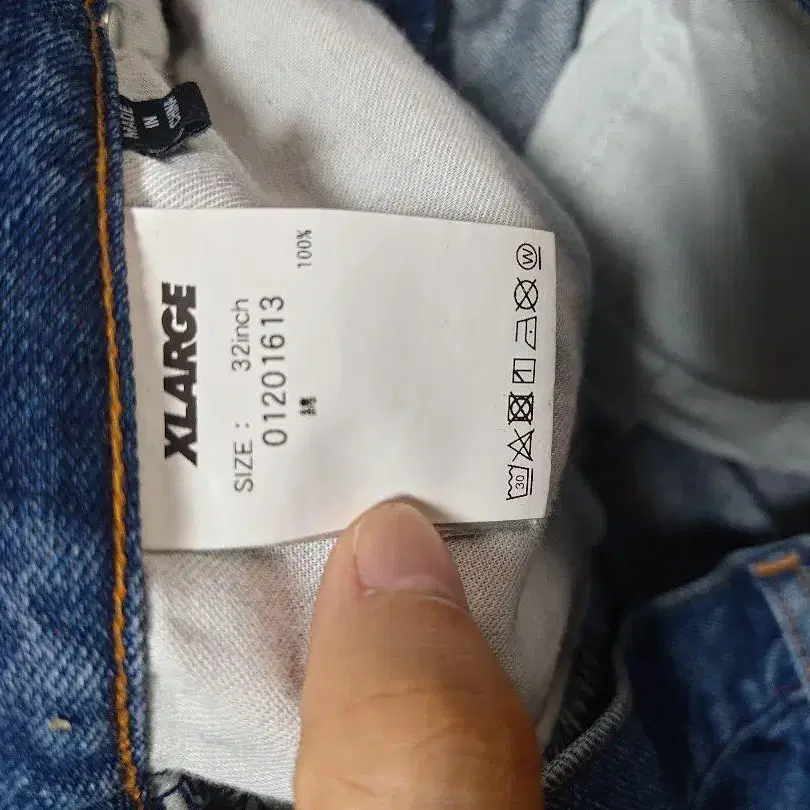 MADE
IN
CHINA
XLARGE
SIZE : 32inch
01201613
綿 100%
30
W